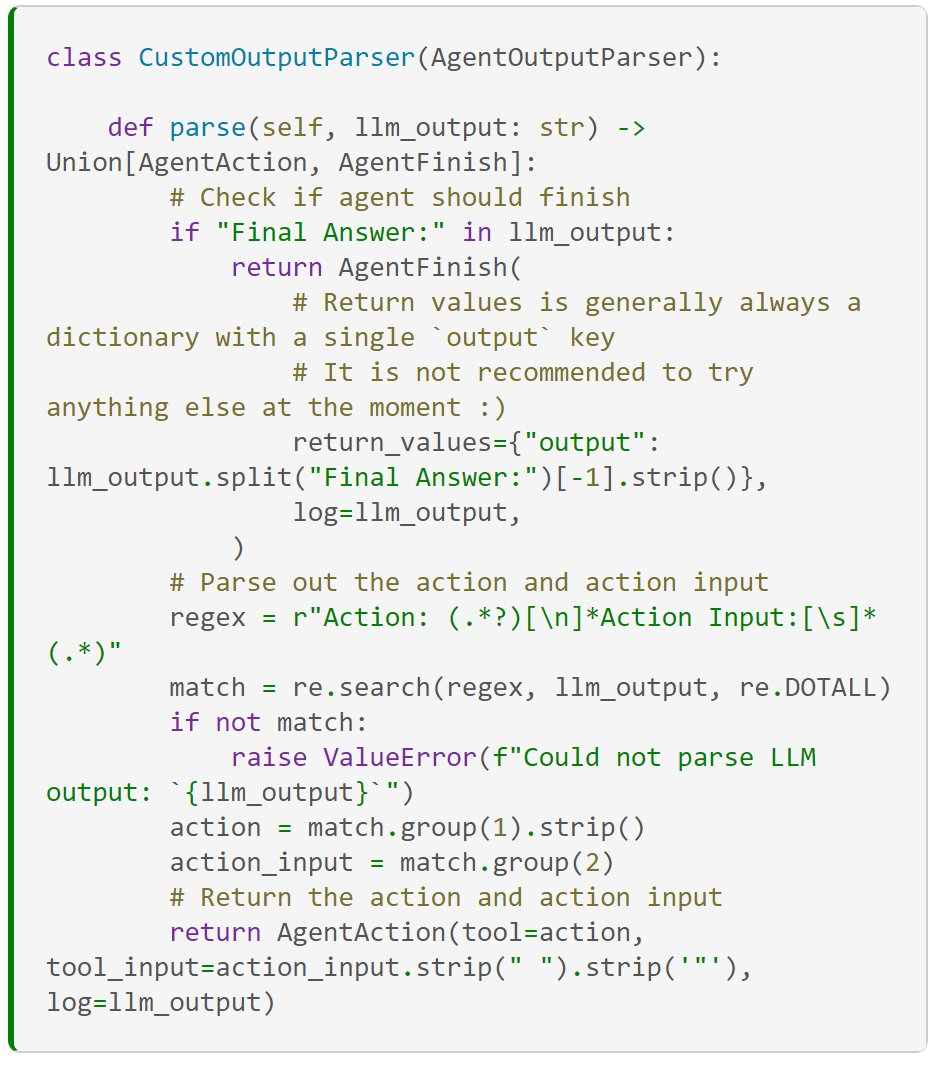 class CustomOutputParser(AgentOutputParser):
def parse(self, llm_output: str) ->
Union[AgentAction, AgentFinish]:
# Check if agent should finish
if "Final Answer:" in llm_output:
return AgentFinish(
# Return values is generally always a
dictionary with a single `output` key
# It is not recommended to try
anything else at the moment :)
return_values={"output":
llm_output.split("Final Answer:")[-1].strip()},
log=llm_output,
)
# Parse out the action and action input
regex = r"Action: (.*?)[\n]*Action Input:[\s]*
(.*)"
match = re.search(regex, llm_output, re.DOTALL)
if not match:
raise ValueError(f"Could not parse LLM
output: `{llm_output}`")
action = match.group(1).strip()
action_input = match.group(2)
# Return the action and action input
return AgentAction(tool=action,
tool_input=action_input.strip(" ").strip('"'),
log=llm_output)